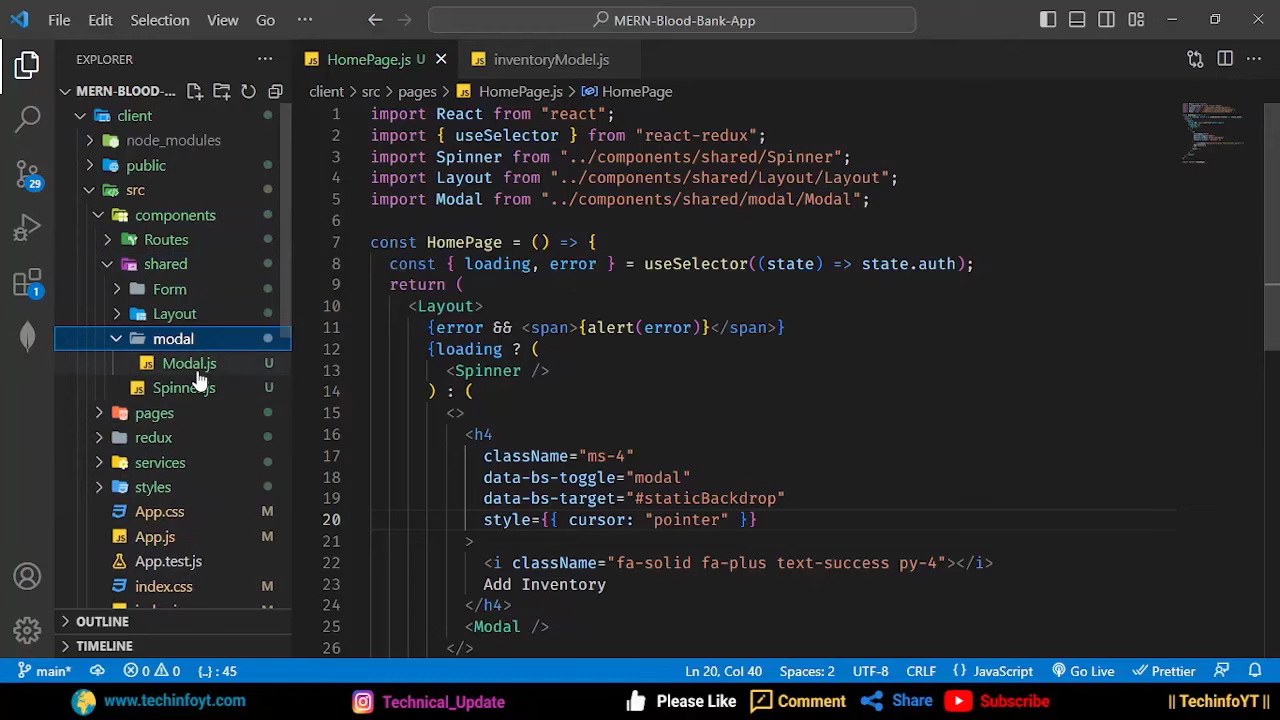 File Edit Selection View Go ···
MERN-Blood-Bank-App
EXPLORER ···
MERN-BLOOD-...
client
node_modules
public
src
components
Routes
shared
Form
Layout
modal
Modal.js U
Spinner.js U
pages
redux
services
styles
App.css M
App.js M
App.test.js
index.css M
OUTLINE
TIMELINE
29
1
HomePage.js U
inventoryModel.js
client > src > pages > JS HomePage.js > HomePage
1 import React from "react";
2 import { useSelector } from "react-redux";
3 import Spinner from "../components/shared/Spinner";
4 import Layout from "../components/shared/Layout/Layout";
5 import Modal from "../components/shared/modal/Modal";
6
7 const HomePage = () => {
8 const { loading, error } = useSelector((state) => state.auth);
9 return (
10 <Layout>
11 {error && <span>{alert(error)}</span>}
12 {loading ? (
13 <Spinner />
14 ) : (
15 <>
16 <h4
17 className="ms-4"
18 data-bs-toggle="modal"
19 data-bs-target="#staticBackdrop"
20 style={{ cursor: "pointer" }}
21 >
22 <i className="fa-solid fa-plus text-success py-4"></i>
23 Add Inventory
24 </h4>
25 <Modal />
26 </>
main* 0 0 {..} : 45 Ln 20, Col 40 Spaces: 2 UTF-8 CRLF {} JavaScript Go Live Prettier
www.techinfoyt.com Technical_Update Please Like Comment Share Subscribe || TechinfoYT ||